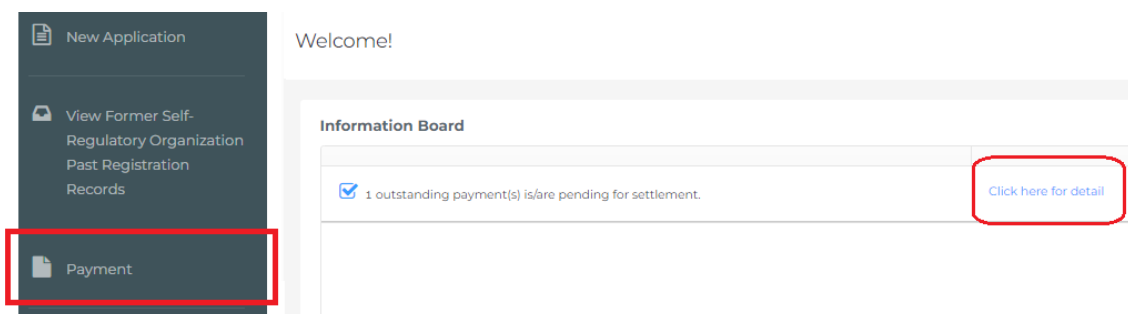 New Application
View Former Self-
Regulatory Organization
Past Registration
Records
Payment
Welcome!
Information Board
1 outstanding payment(s) is/are pending for settlement.
Click here for detail